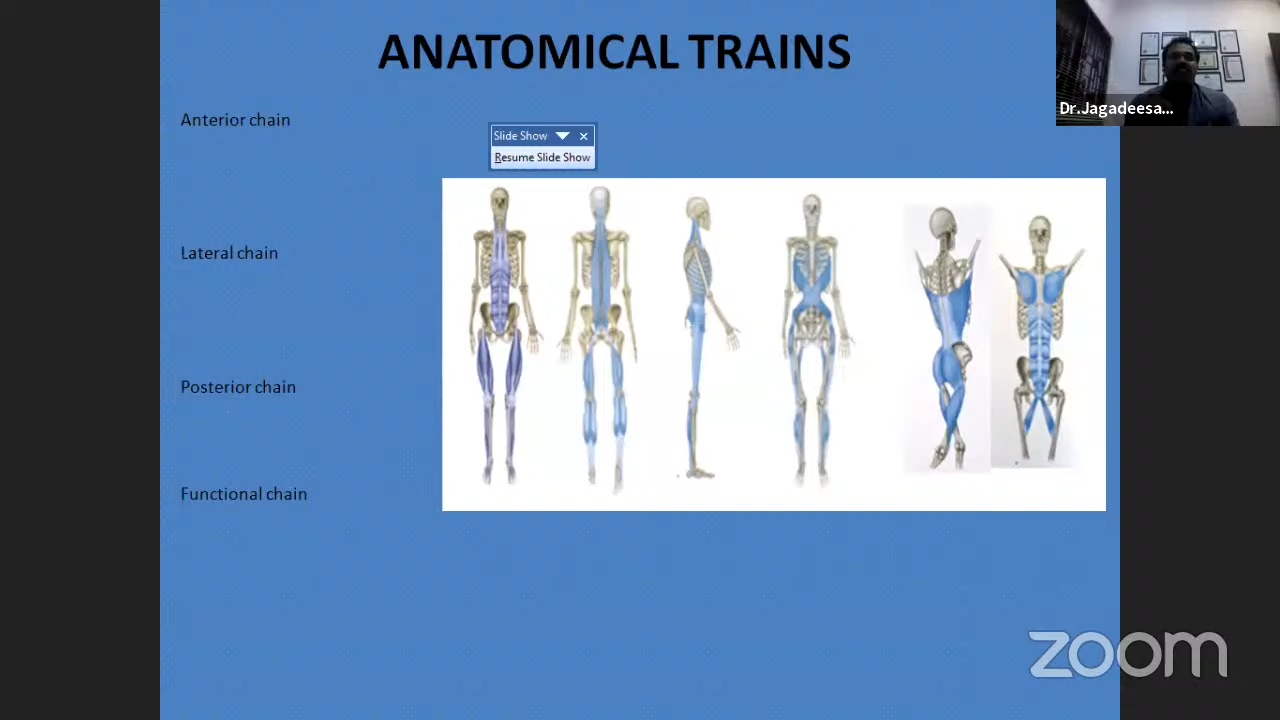 ANATOMICAL TRAINS
Dr.Jagadeesa...
Anterior chain
Slide Show
Resume Slide Show
Lateral chain
Posterior chain
Functional chain
zoom